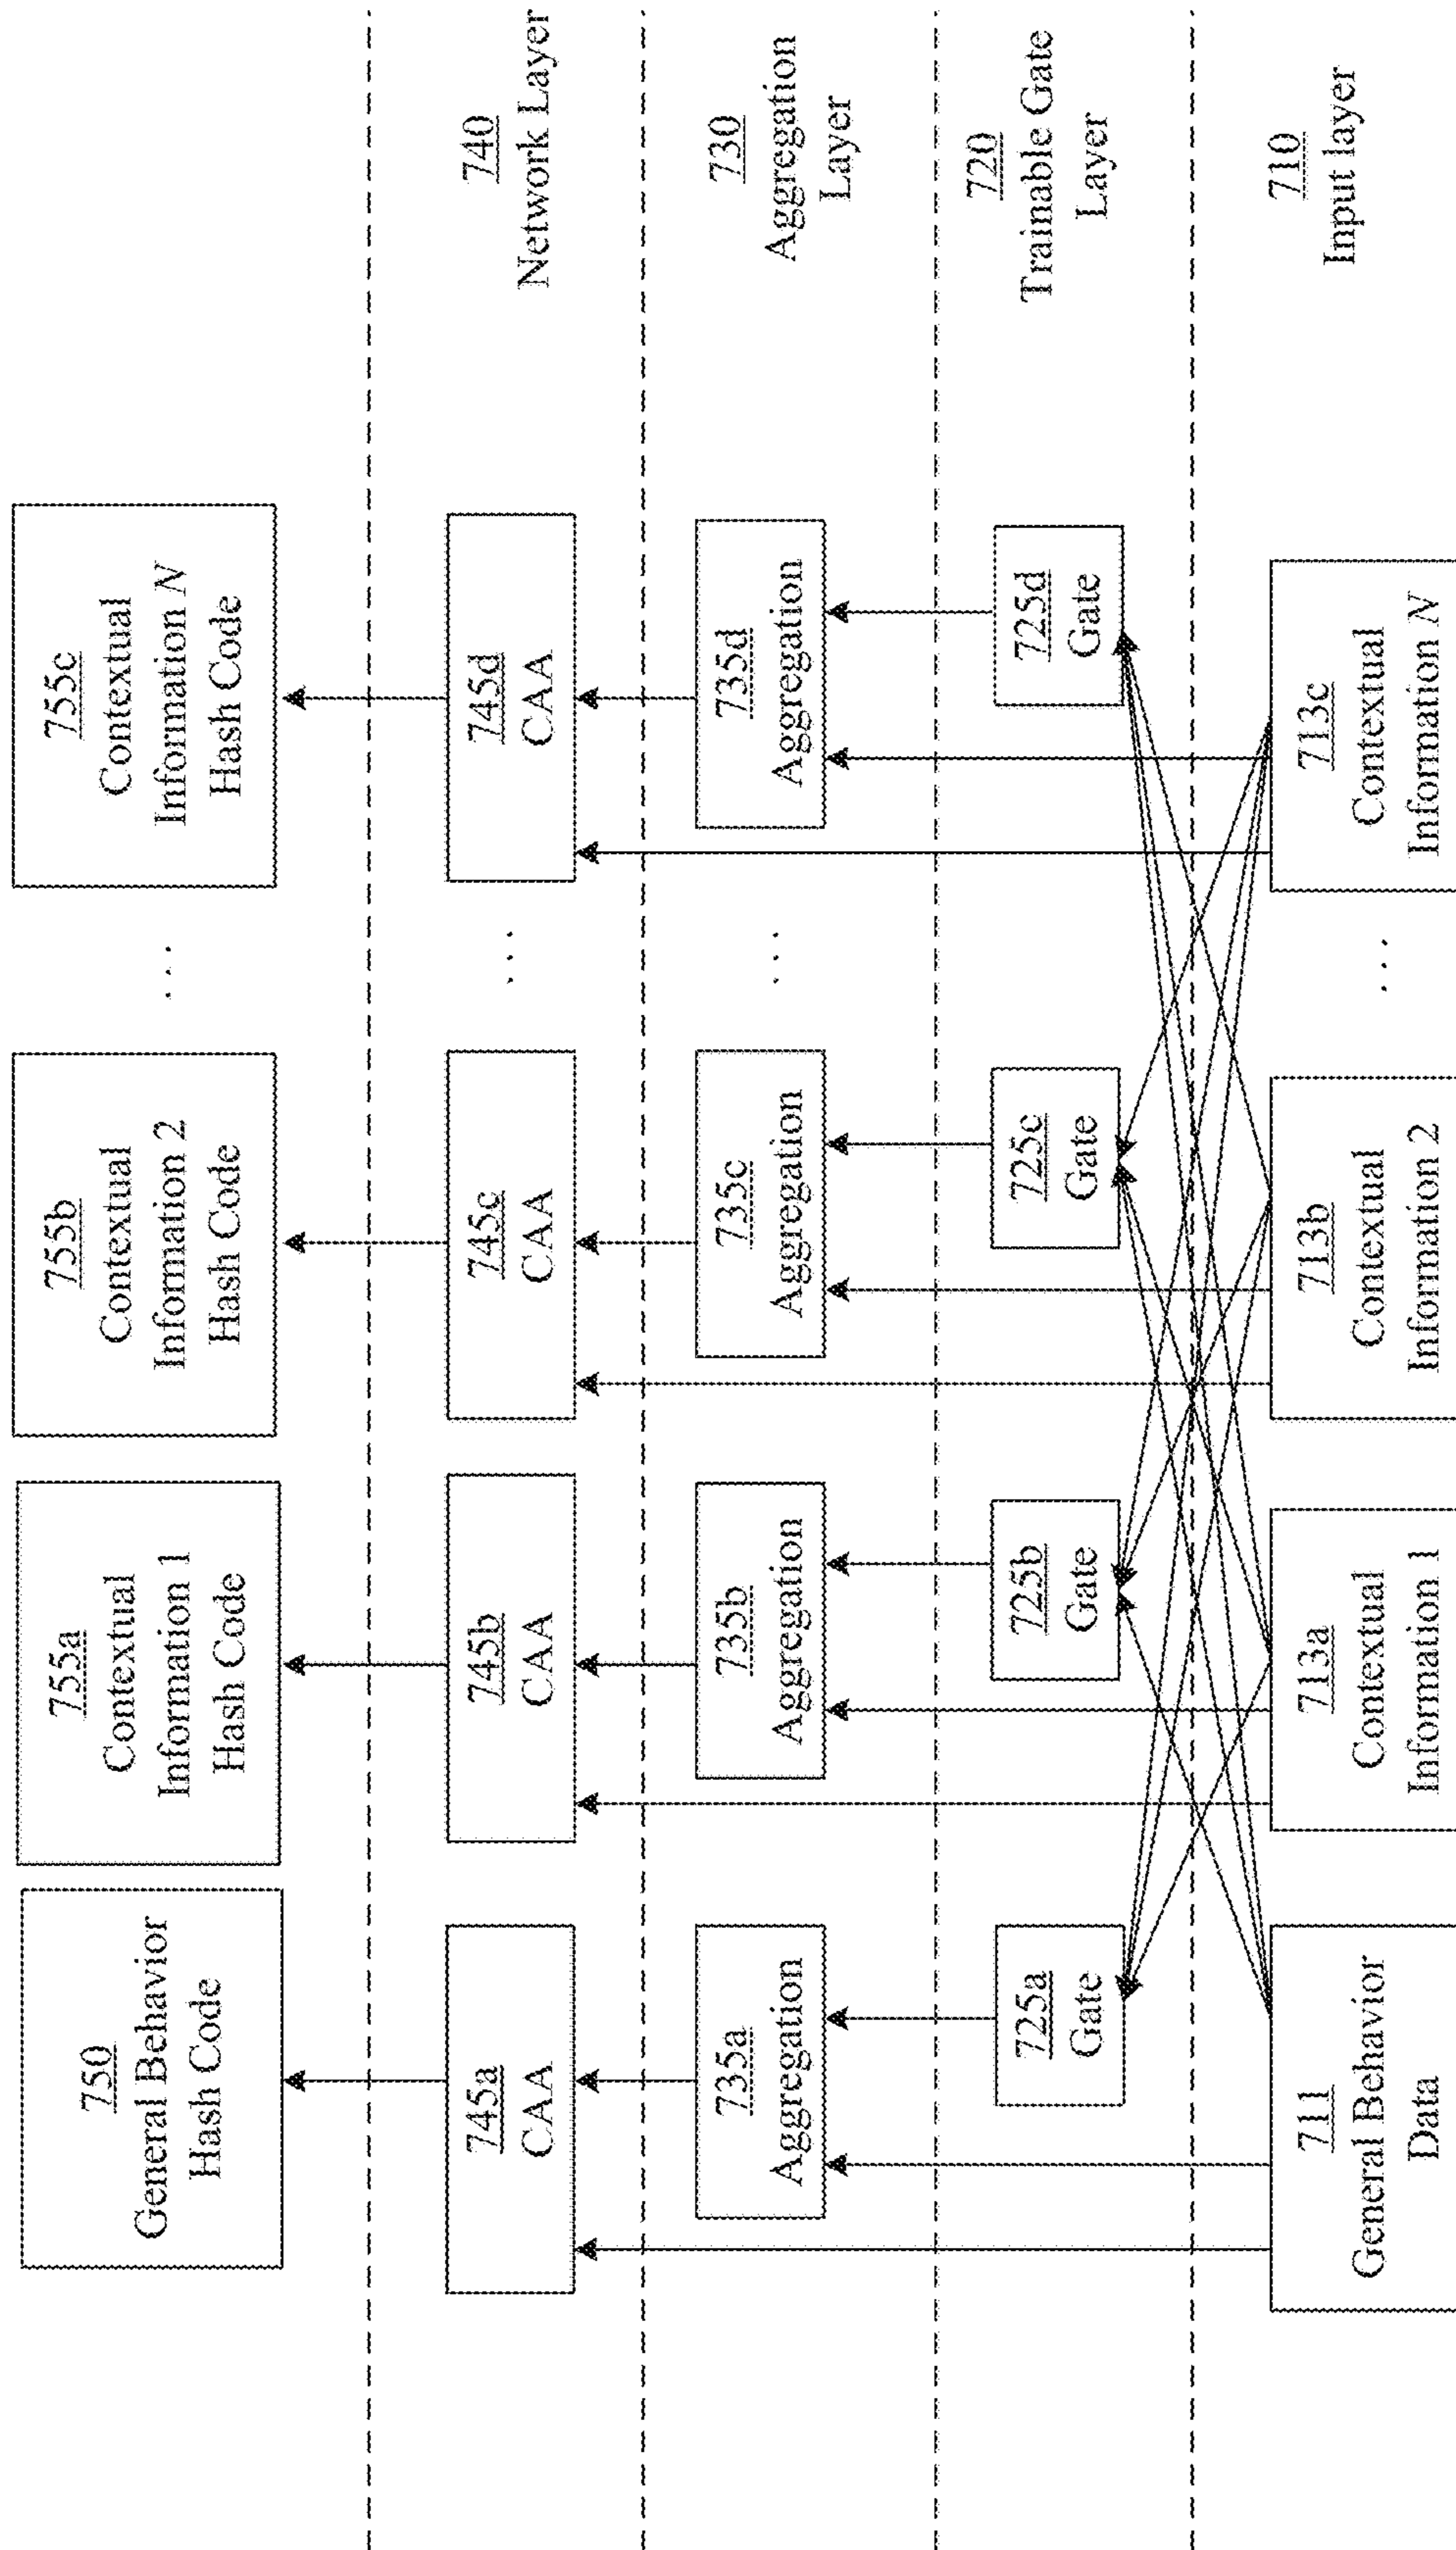 750
General Behavior
Hash Code
755a
Contextual
Information 1
Hash Code
755b
Contextual
Information 2
Hash Code
...
755c
Contextual
Information N
Hash Code
745a
CAA
745b
CAA
745c
CAA
...
745d
CAA
740
Network Layer
735a
Aggregation
735b
Aggregation
735c
Aggregation
...
735d
Aggregation
730
Aggregation
Layer
725a
Gate
725b
Gate
725c
Gate
725d
Gate
720
Trainable Gate
Layer
711
General Behavior
Data
713a
Contextual
Information 1
713b
Contextual
Information 2
...
713c
Contextual
Information N
710
Input layer